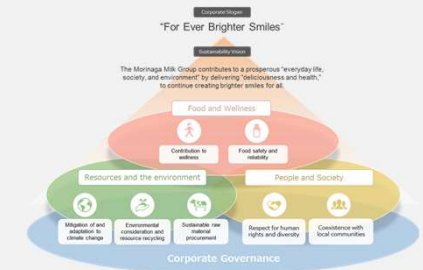 Corporate Slogan
"For Ever Brighter Smiles"
Sustainability Vision
The Morinaga Milk Group contributes to a prosperous "everyday life,
society, and environment" by delivering "deliciousness and health,"
to continue creating brighter smiles for all.
Food and Wellness
Contribution to
wellness
Food safety and
reliability
Resources and the environment
People and Society
Mitigation of and
adaptation to
climate change
Environmental
consideration and
resource recycling
Sustainable raw
material
procurement
Respect for human
rights and diversity
Coexistence with
local communities
Corporate Governance